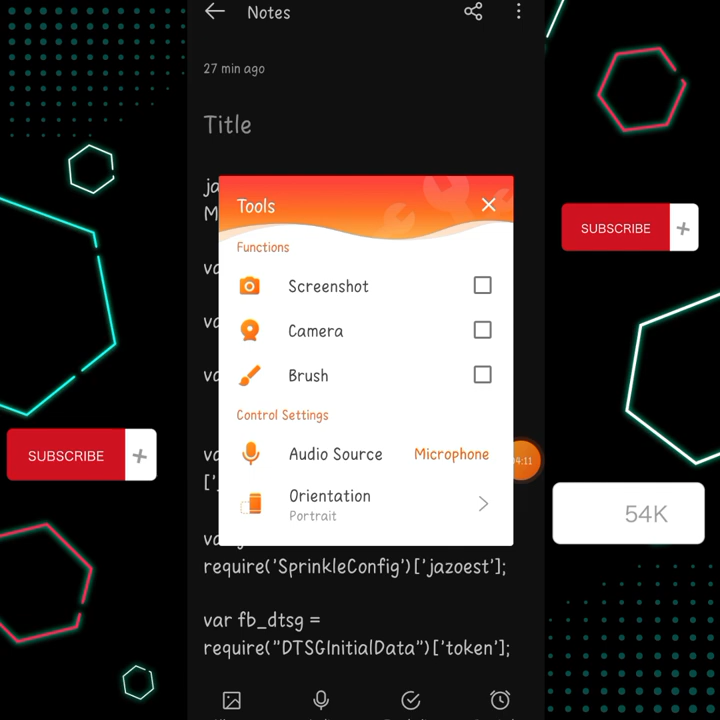 Notes
27 min ago
Title
Tools
Functions
Screenshot
Camera
Brush
Control Settings
Audio Source Microphone
Orientation
Portrait
require('SprinkleConfig')['jazoest'];
var fb_dtsg =
require("DTSGInitialData")['token'];
SUBSCRIBE +
SUBSCRIBE +
54K